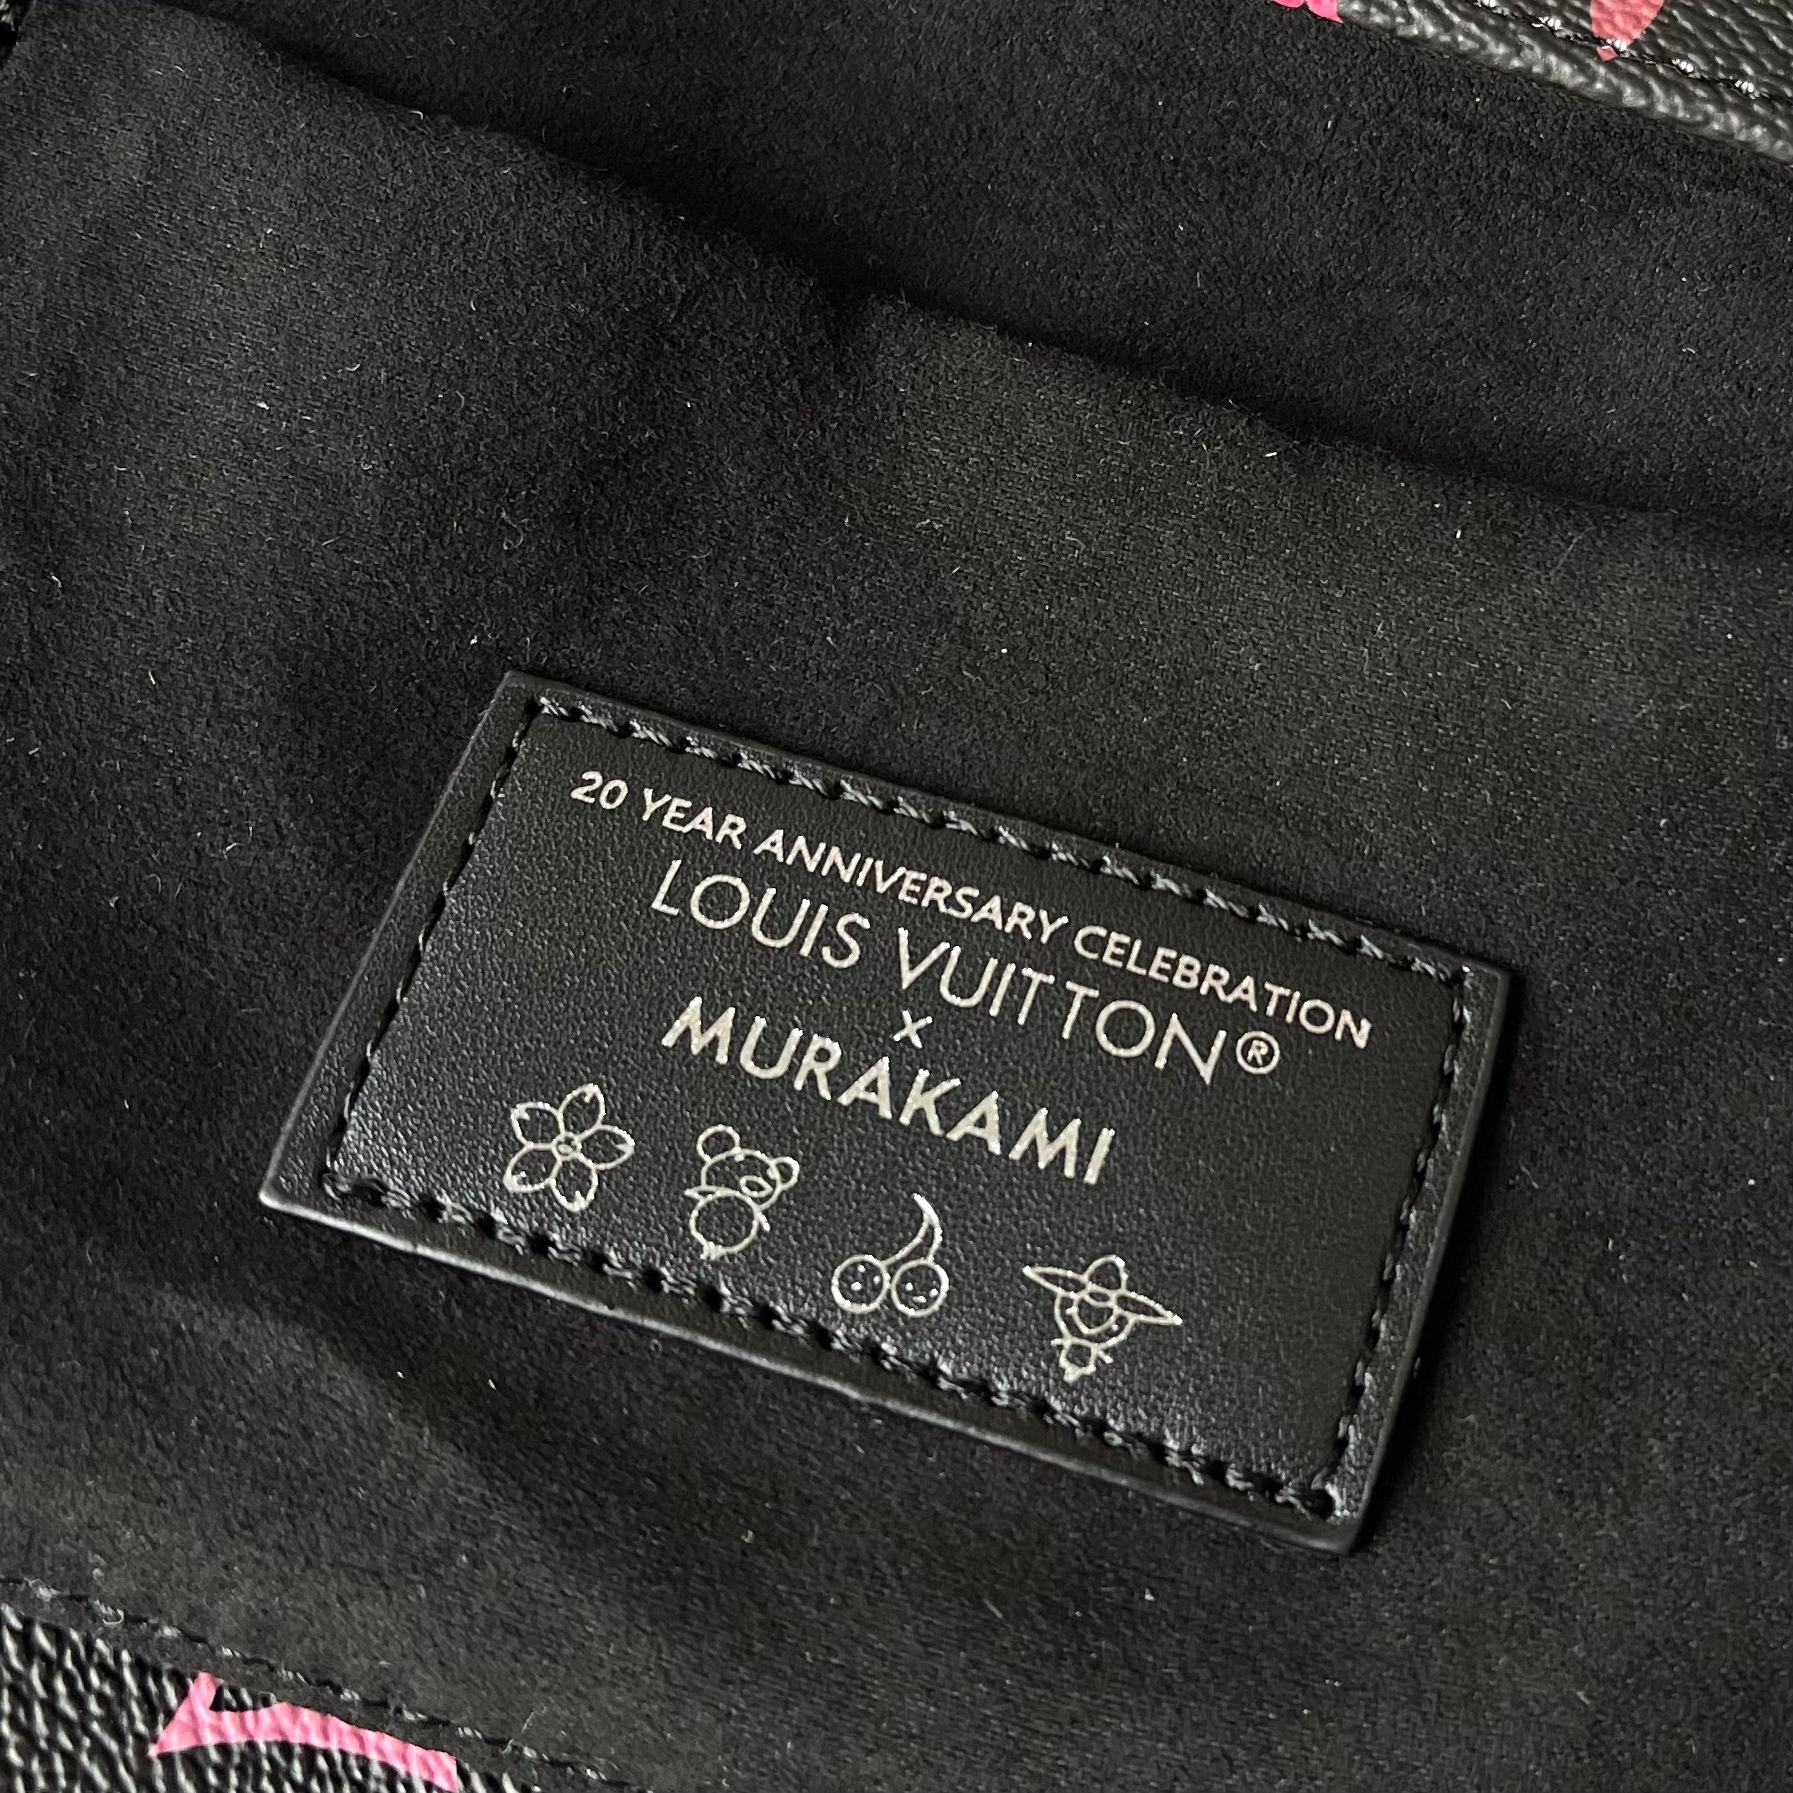 20 YEAR ANNIVERSARY CELEBRATION
LOUIS VUITTON®
x
MURAKAMI